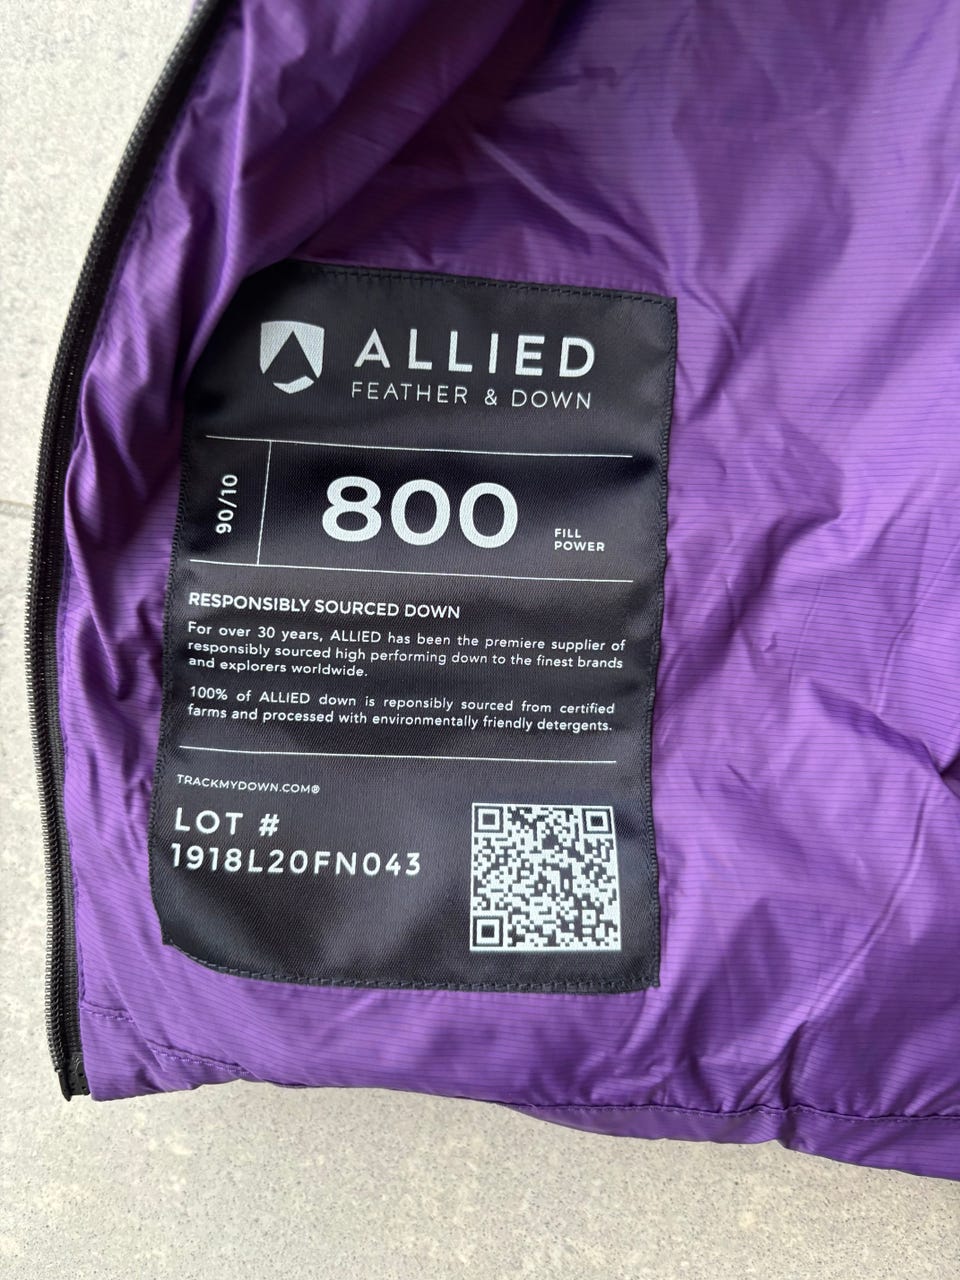 ALLIED
FEATHER & DOWN
90/10
800
FILL
POWER
RESPONSIBLY SOURCED DOWN
For over 30 years, ALLIED has been the premiere supplier of
responsibly sourced high performing down to the finest brands
and explorers worldwide.
100% of ALLIED down is reponsibly sourced from certified
farms and processed with environmentally friendly detergents.
TRACKMYDOWN.COM®
LOT #
1918L20FN043